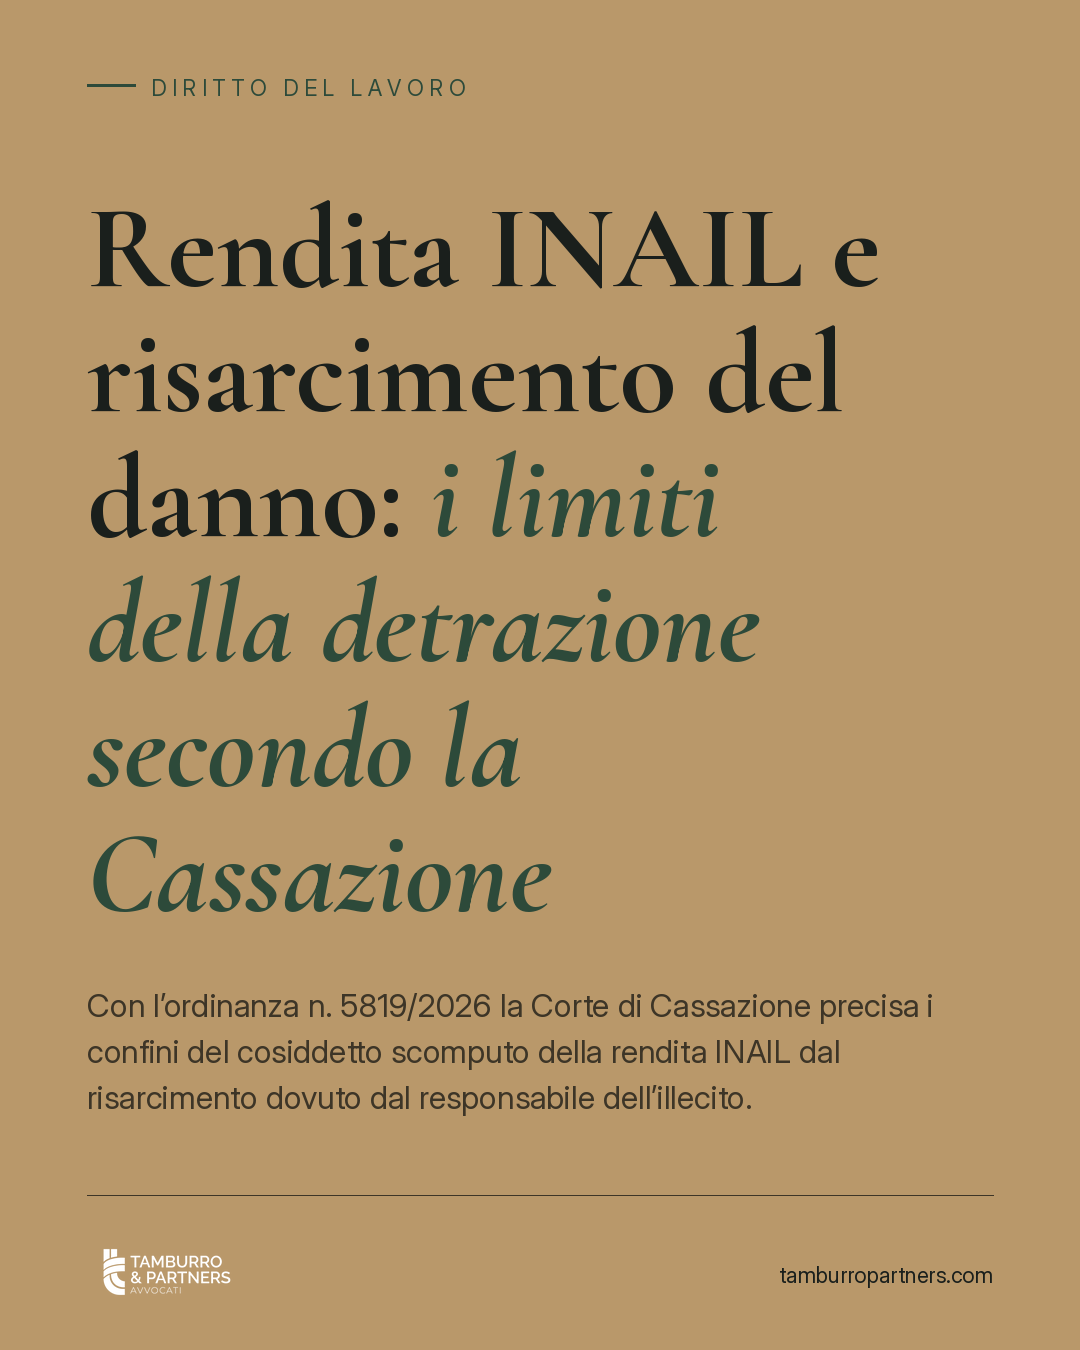 DIRITTO DEL LAVORO
Rendita INAIL e
risarcimento del
danno: i limiti
della detrazione
secondo la
Cassazione
Con l’ordinanza n. 5819/2026 la Corte di Cassazione precisa i
confini del cosiddetto scomputo della rendita INAIL dal
risarcimento dovuto dal responsabile dell’illecito.
TAMBURRO
& PARTNERS
AVVOCATI
tamburropartners.com